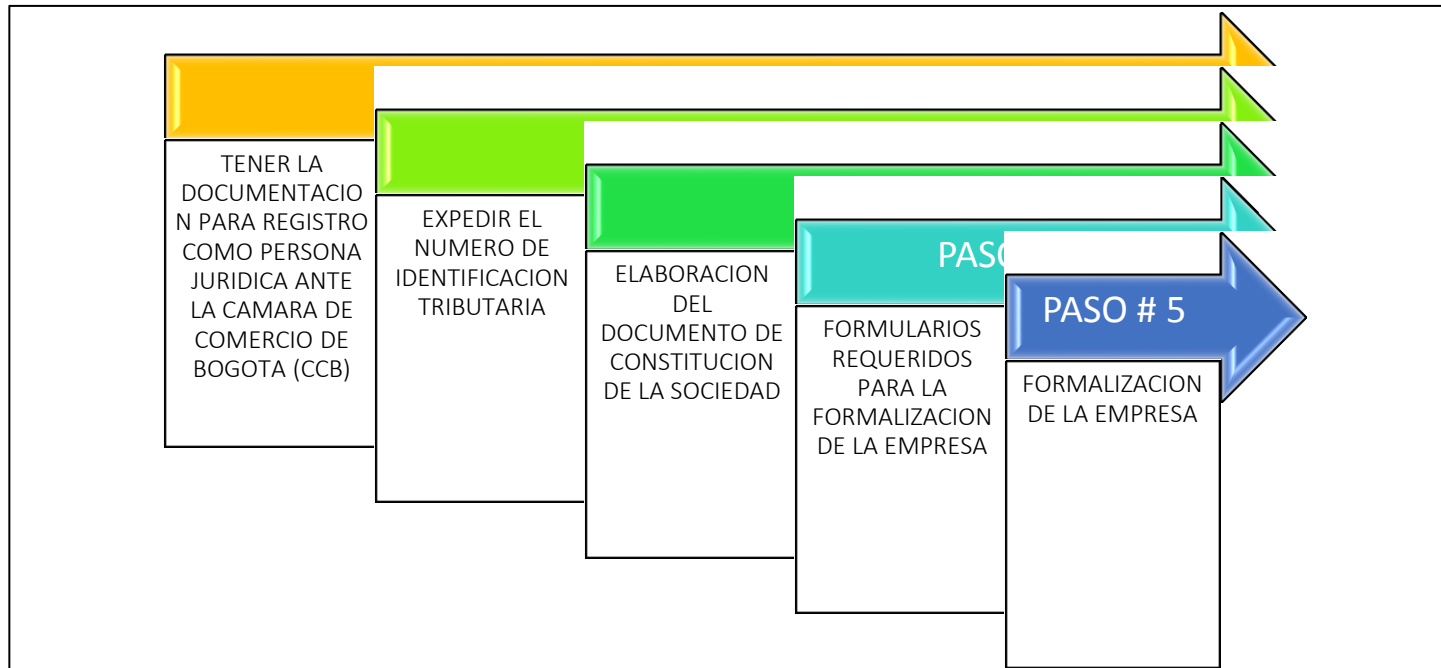 TENER LA
DOCUMENTACIO
N PARA REGISTRO
COMO PERSONA
JURIDICA ANTE
LA CAMARA DE
COMERCIO DE
BOGOTA (CCB)
EXPEDIR EL
NUMERO DE
IDENTIFICACION
TRIBUTARIA
ELABORACION
DEL
DOCUMENTO DE
CONSTITUCION
DE LA SOCIEDAD
FORMULARIOS
REQUERIDOS
PARA LA
FORMALIZACION
DE LA EMPRESA
PASO # 5
FORMALIZACION
DE LA EMPRESA